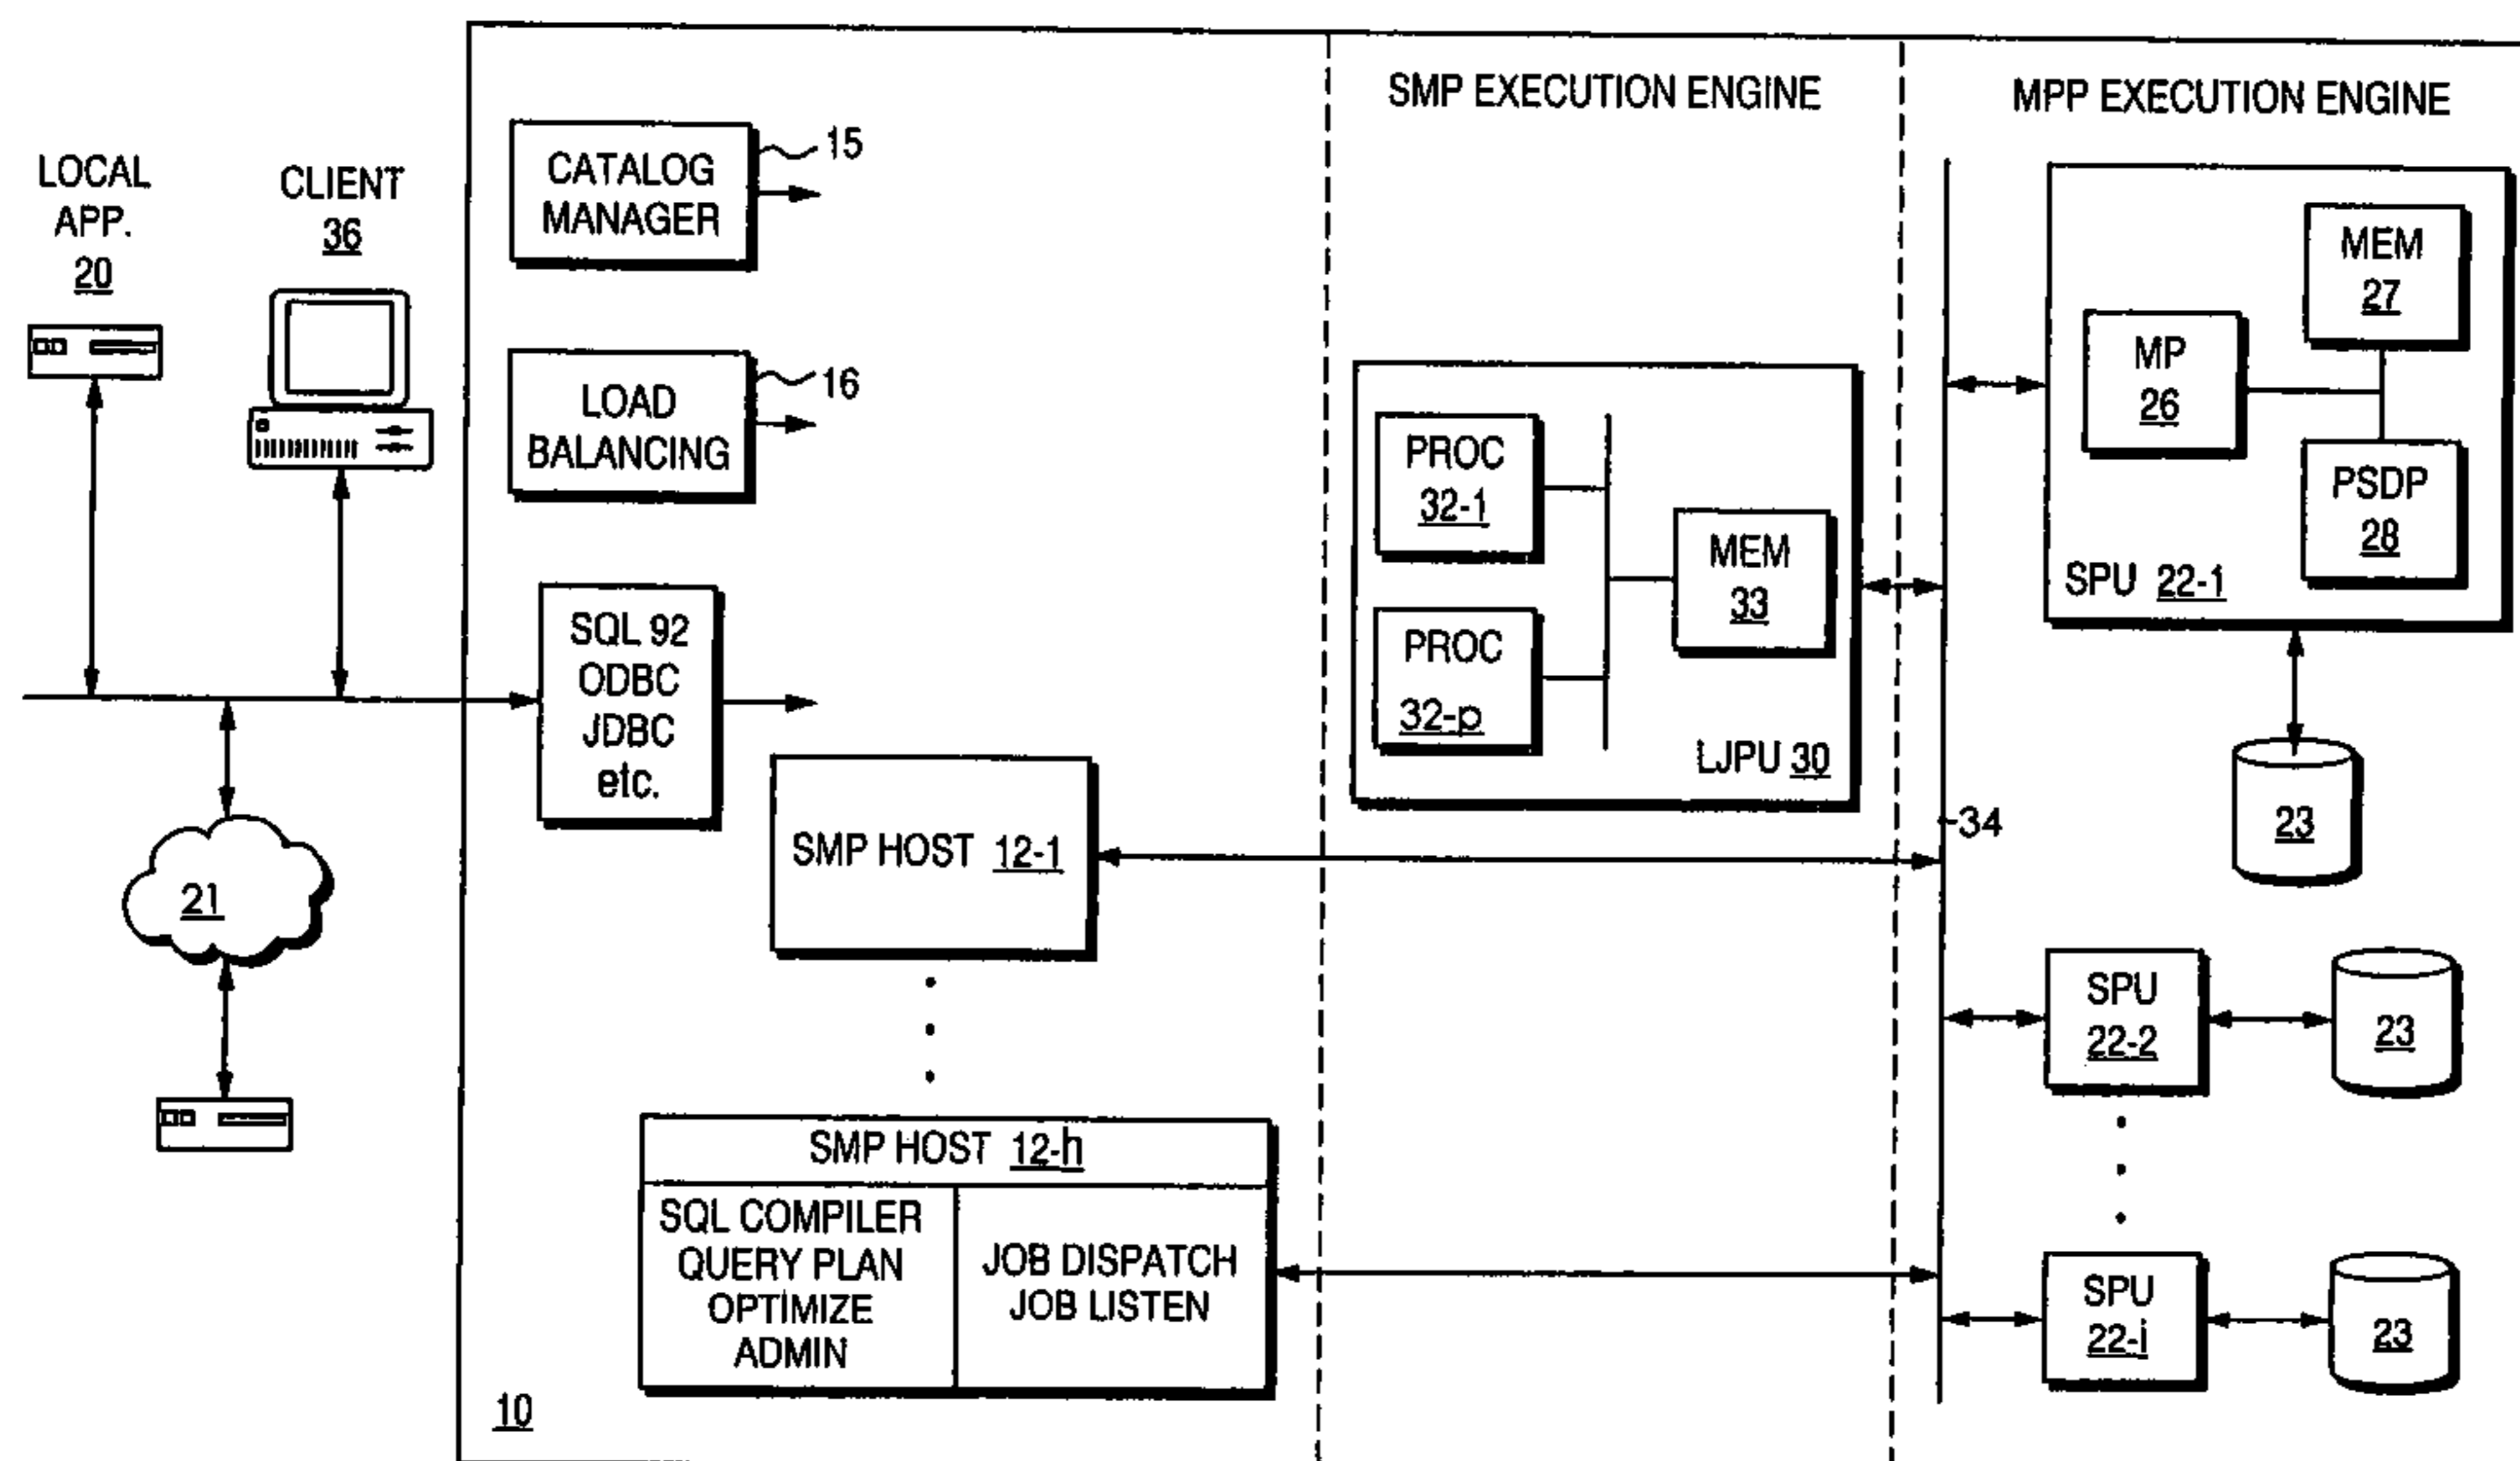 LOCAL
APP.
20
CLIENT
36
21
CATALOG
MANAGER
15
LOAD
BALANCING
16
SQL 92
ODBC
JDBC
etc.
SMP HOST 12-1
SMP HOST 12-h
SQL COMPILER
QUERY PLAN
OPTIMIZE
ADMIN
JOB DISPATCH
JOB LISTEN
10
SMP EXECUTION ENGINE
PROC
32-1
PROC
32-p
MEM
33
LJPU 30
MPP EXECUTION ENGINE
34
MEM
27
MP
26
PSDP
28
SPU 22-1
23
SPU
22-2
23
SPU
22-i
23